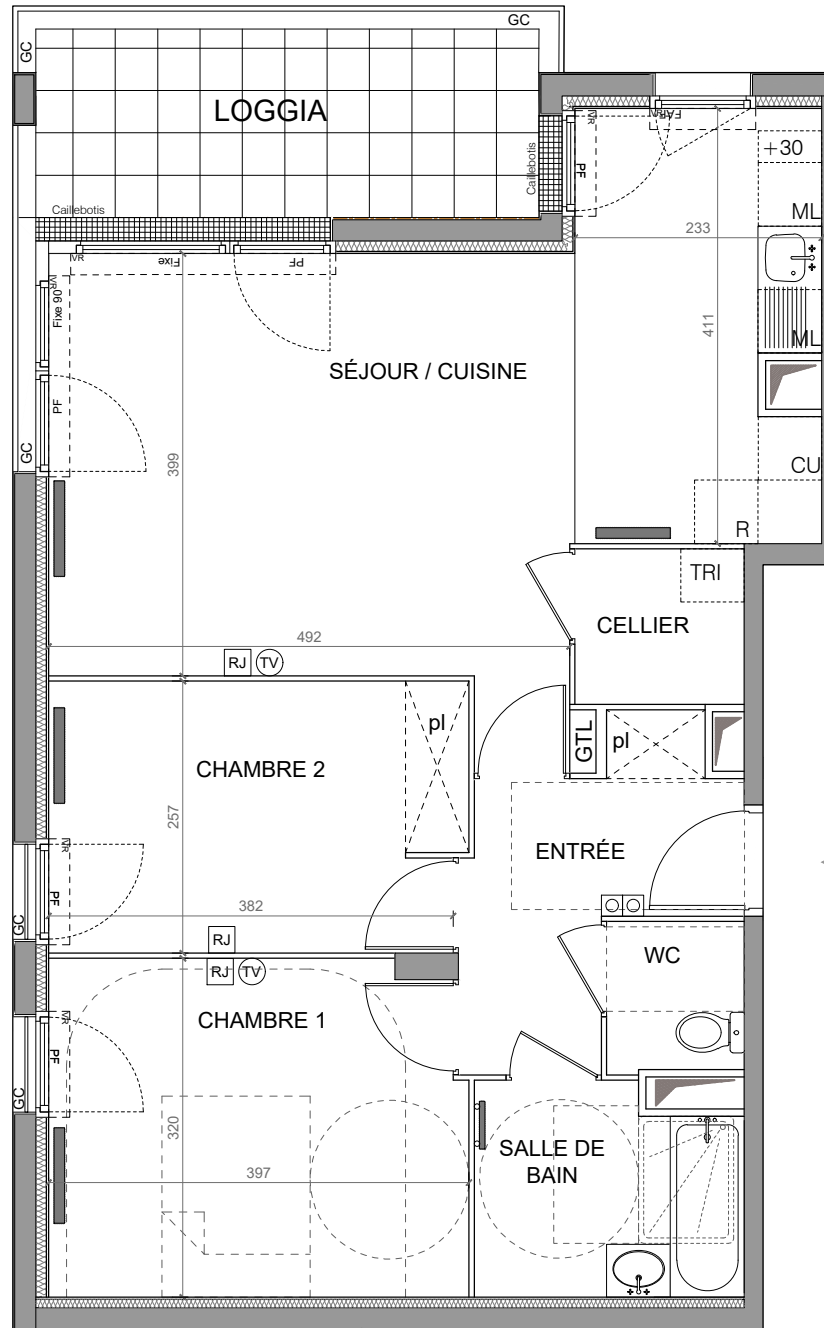 GC
GC
LOGGIA
Caillebotis
Caillebotis
VR
PF
VR
FAB
+30
ML
233
411
ML
CU
R
VR
Fixe
PF
VR
Fixe 90
PF
GC
SÉJOUR / CUISINE
399
492
RJ
TV
TRI
CELLIER
pl
GTL
pl
CHAMBRE 2
257
382
VR
PF
GC
RJ
ENTRÉE
WC
RJ
TV
CHAMBRE 1
VR
PF
GC
320
397
SALLE DE
BAIN